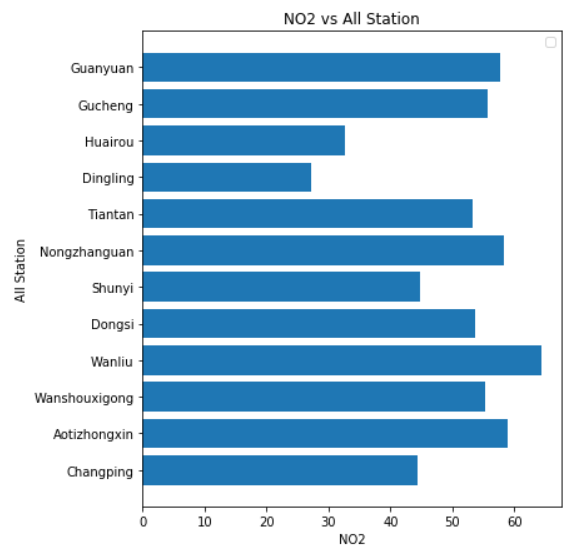 NO2 vs All Station
Guanyuan
Gucheng
Huairou
Dingling
Tiantan
Nongzhanguan
Shunyi
Dongsi
Wanliu
Wanshouxigong
Aotizhongxin
Changping
All Station
0 10 20 30 40 50 60
NO2